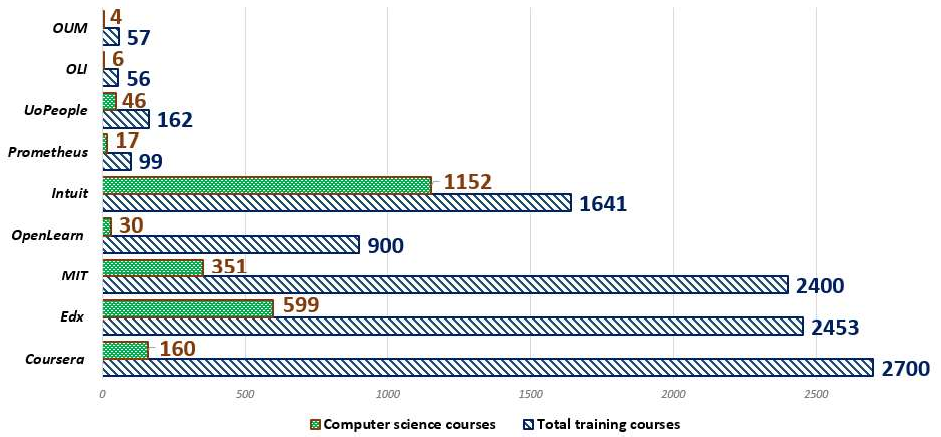 OUM
4
57
OLI
6
56
UoPeople
46
162
Prometheus
17
99
Intuit
1152
1641
OpenLearn
30
900
MIT
351
2400
Edx
599
2453
Coursera
160
2700
0 500 1000 1500 2000 2500
Computer science courses Total training courses